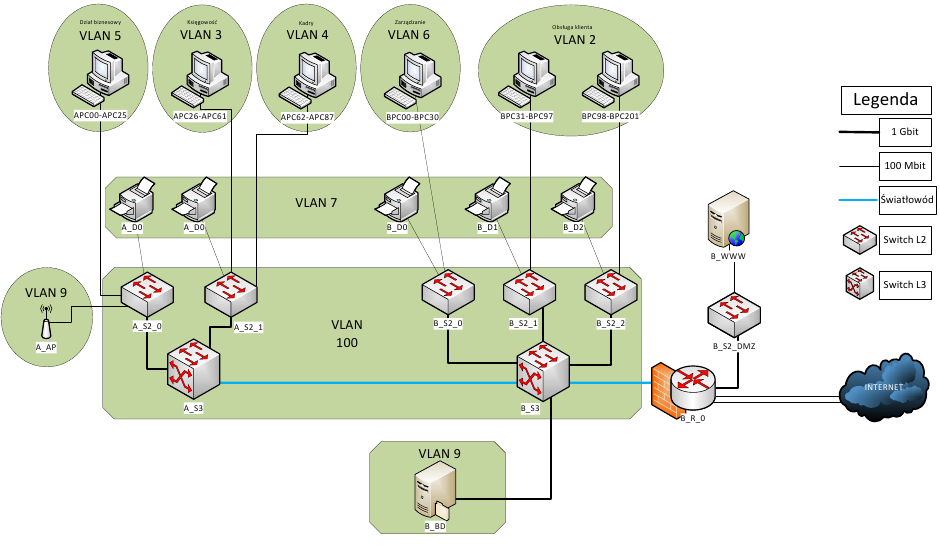 Dział biznesowy
VLAN 5
APC00-APC25
Księgowość
VLAN 3
APC26-APC61
Kadry
VLAN 4
APC62-APC87
Zarządzanie
VLAN 6
BPC00-BPC30
Obsługa klienta
VLAN 2
BPC31-BPC97
BPC98-BPC201
Legenda
1 Gbit
100 Mbit
Światłowód
Switch L2
Switch L3
VLAN 7
A_D0
A_D0
B_D0
B_D1
B_D2
B_WWW
VLAN 9
A_AP
A_S2_0
A_S2_1
VLAN
100
B_S2_0
B_S2_1
B_S2_2
B_S2_DMZ
A_S3
B_S3
B_R_0
INTERNET
VLAN 9
B_BD